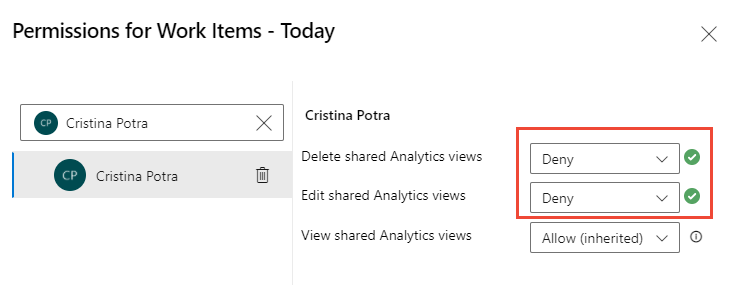 Permissions for Work Items - Today
CP Cristina Potra
CP Cristina Potra
Cristina Potra
Delete shared Analytics views Deny
Edit shared Analytics views Deny
View shared Analytics views Allow (inherited)